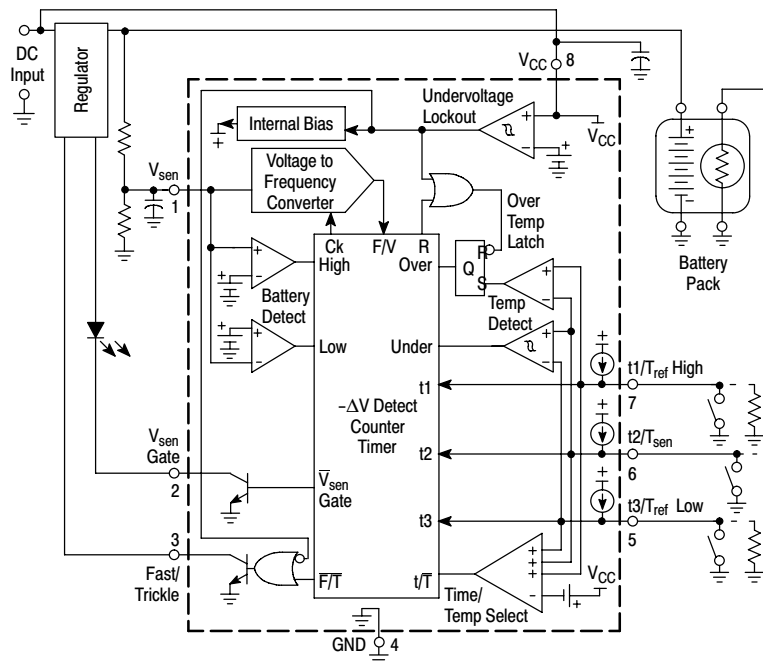 DC
Input
Regulator
VCC 8
Undervoltage
Lockout
Internal Bias
VCC
Vsen
1
Voltage to
Frequency
Converter
Over
Temp
Latch
Ck
F/V
R
High
Over
R
Q
S
Battery
Detect
Temp
Detect
Low
Under
Battery
Pack
t1
t1/Tref High
7
–ΔV Detect
Counter
Timer
Vsen
Gate
2
t2
t2/Tsen
6
V̅sen
Gate
t3
t3/Tref Low
5
3
Fast/
Trickle
F/T̅
t/T̅
Time/
Temp Select
VCC
GND 4